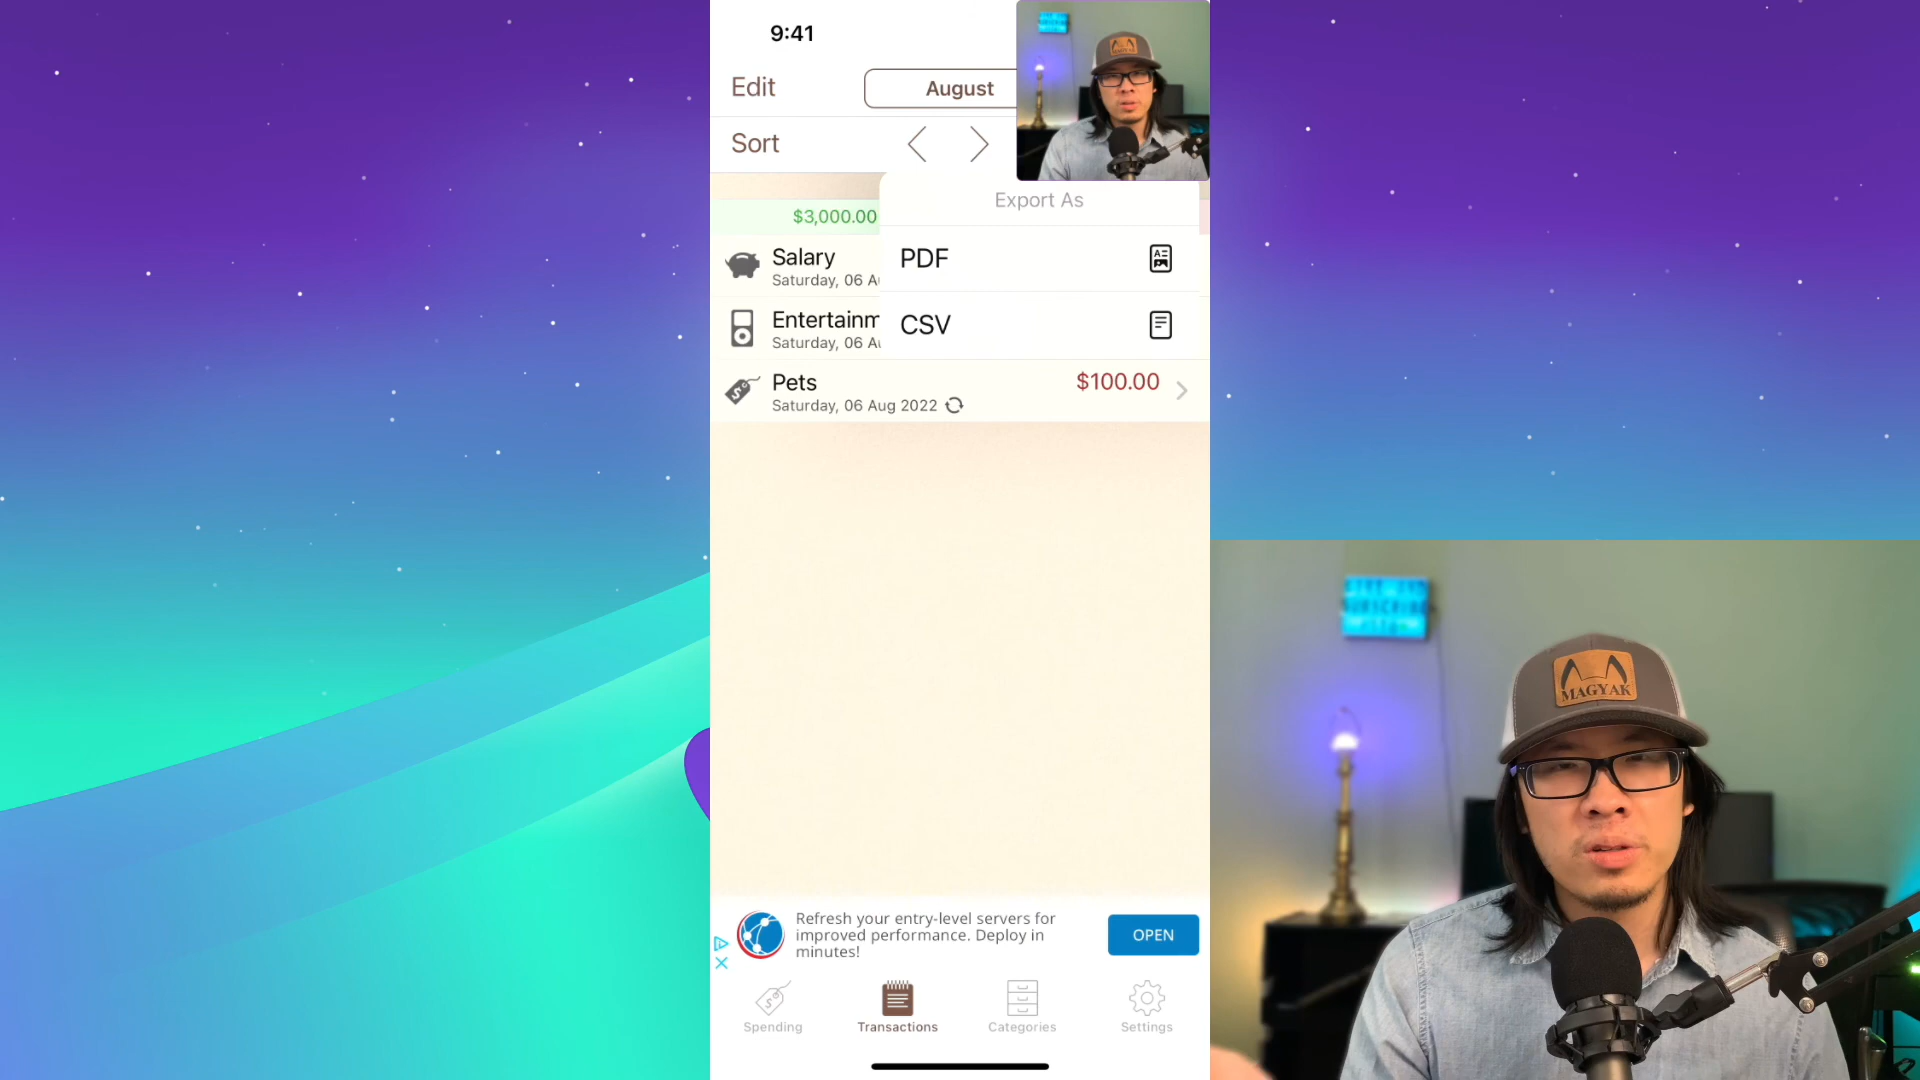 9:41
Edit
August
Sort
Export As
$3,000.00
PDF
Salary
Saturday, 06 A
CSV
Entertainm
Saturday, 06 A
Pets
$100.00
Saturday, 06 Aug 2022
Refresh your entry-level servers for
improved performance. Deploy in
minutes!
OPEN
Spending
Transactions
Categories
Settings
SUBSCRIBE
MAGYAK